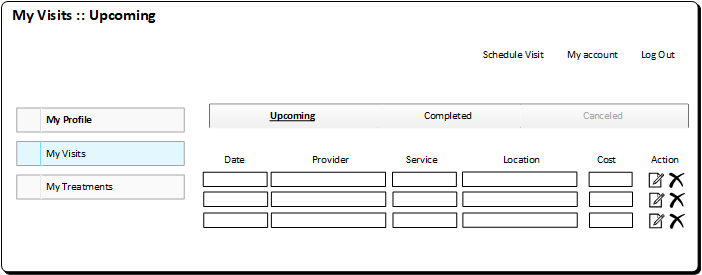 My Visits :: Upcoming
Schedule Visit My account Log Out
My Profile
My Visits
My Treatments
Upcoming Completed Canceled
Date Provider Service Location Cost Action